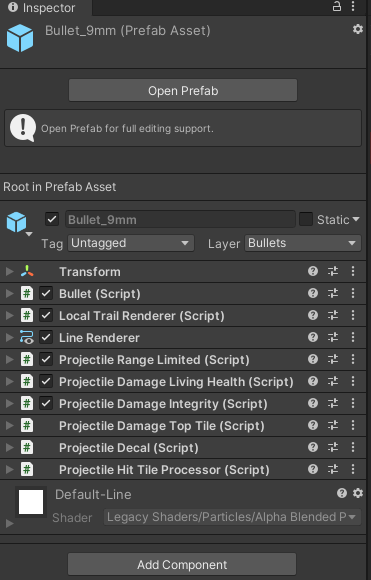 Inspector
Bullet_9mm (Prefab Asset)
Open Prefab
Open Prefab for full editing support.
Root in Prefab Asset
Bullet_9mm Static
Tag Untagged Layer Bullets
Transform
# Bullet (Script)
# Local Trail Renderer (Script)
Line Renderer
# Projectile Range Limited (Script)
# Projectile Damage Living Health (Script)
# Projectile Damage Integrity (Script)
# Projectile Damage Top Tile (Script)
# Projectile Decal (Script)
# Projectile Hit Tile Processor (Script)
Default-Line
Shader Legacy Shaders/Particles/Alpha Blended P
Add Component